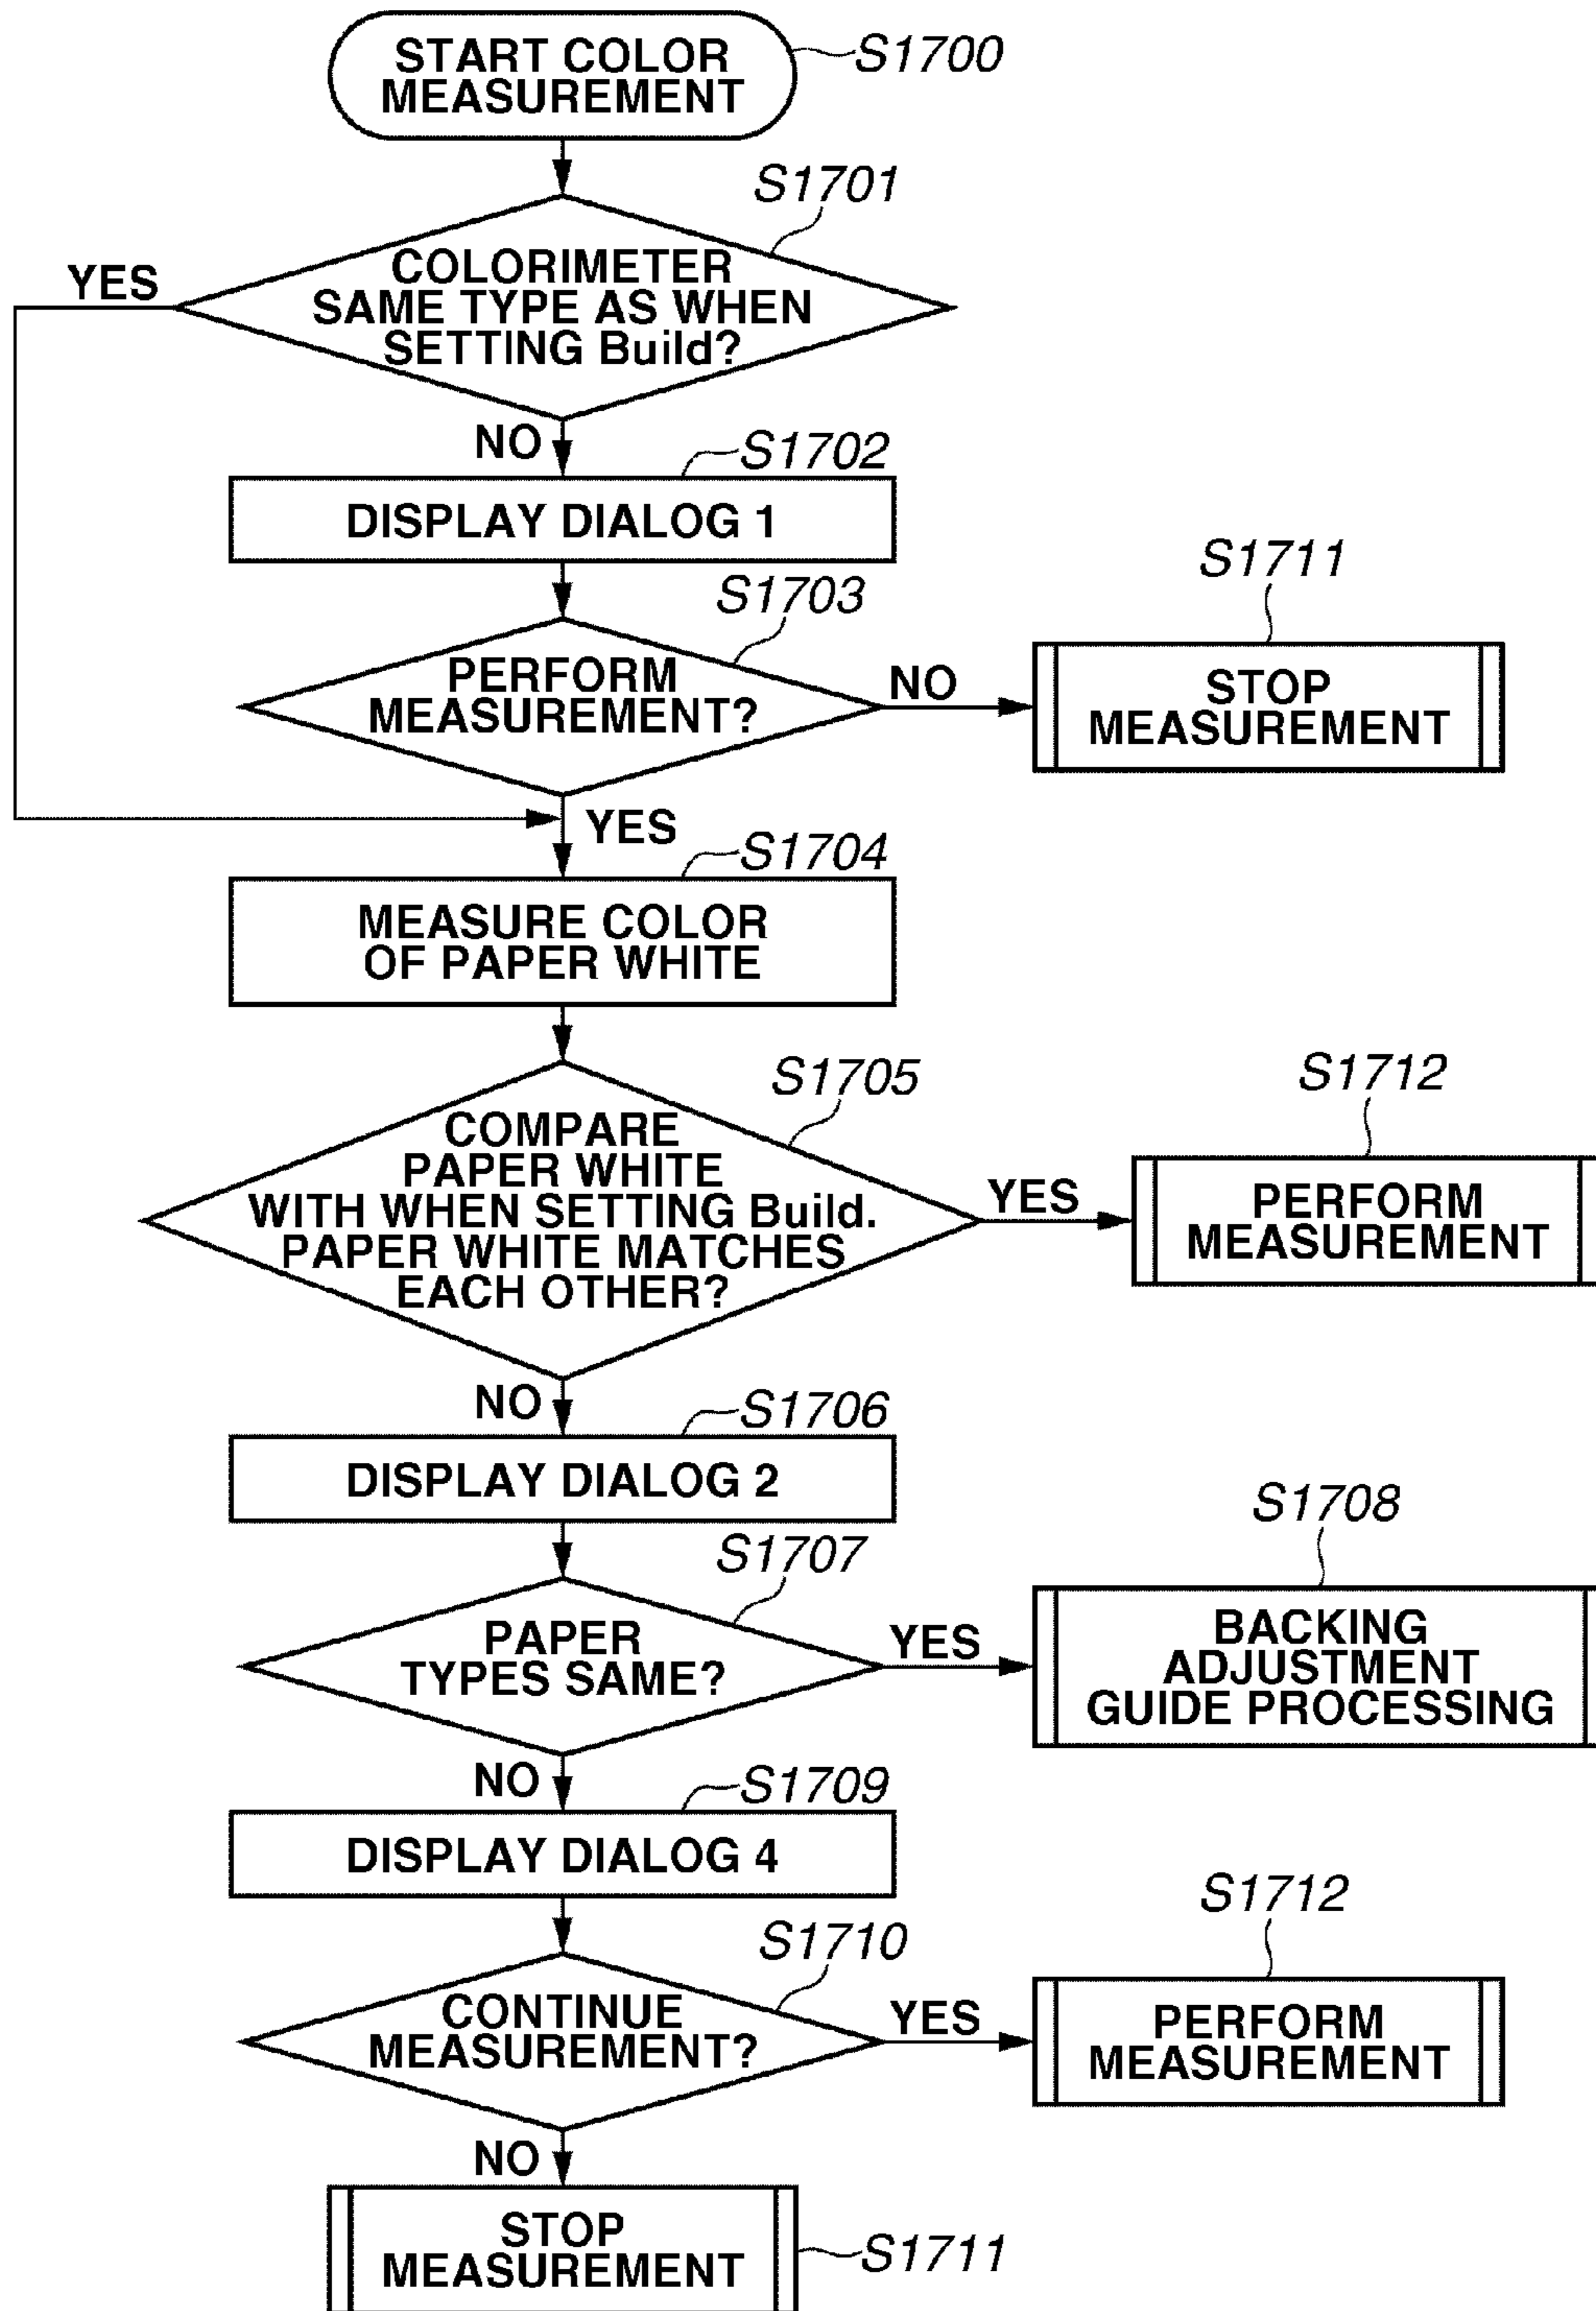 START COLOR
MEASUREMENT
S1700
S1701
COLORIMETER
SAME TYPE AS WHEN
SETTING Build?
YES
NO
S1702
DISPLAY DIALOG 1
S1703
PERFORM
MEASUREMENT?
NO
S1711
STOP
MEASUREMENT
YES
S1704
MEASURE COLOR
OF PAPER WHITE
S1705
COMPARE
PAPER WHITE
WITH WHEN SETTING Build.
PAPER WHITE MATCHES
EACH OTHER?
YES
S1712
PERFORM
MEASUREMENT
NO
S1706
DISPLAY DIALOG 2
S1707
PAPER
TYPES SAME?
YES
S1708
BACKING
ADJUSTMENT
GUIDE PROCESSING
NO
S1709
DISPLAY DIALOG 4
S1710
CONTINUE
MEASUREMENT?
YES
S1712
PERFORM
MEASUREMENT
NO
STOP
MEASUREMENT
S1711